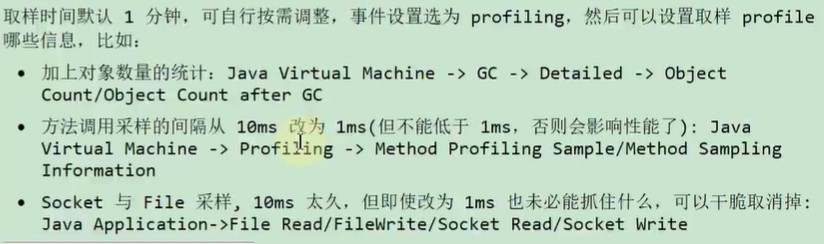 取样时间默认 1 分钟，可自行按需调整，事件设置选为 profiling，然后可以设置取样 profile
哪些信息，比如：
• 加上对象数量的统计：Java Virtual Machine -> GC -> Detailed -> Object
Count/Object Count after GC
• 方法调用采样的间隔从 10ms 改为 1ms(但不能低于 1ms，否则会影响性能了)：Java
Virtual Machine -> Profiling -> Method Profiling Sample/Method Sampling
Information
• Socket 与 File 采样，10ms 太久，但即使改为 1ms 也未必能抓住什么，可以干脆取消掉：
Java Application->File Read/FileWrite/Socket Read/Socket Write